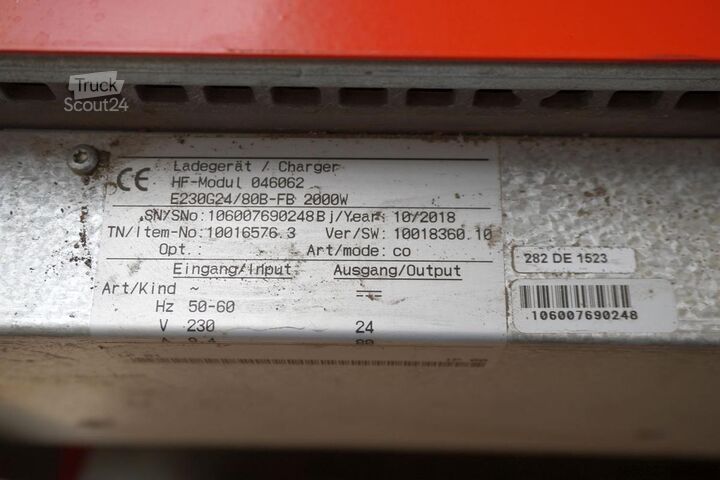 Truck
Scout24
CE Ladegerät / Charger
HF-Modul 046062
E230G24/80B-FB 2000W
SN/SNo:106007690248 Bj/Year: 10/2018
TN/Item-No:10016576.3 Ver/SW: 10018360.10
Opt.: Art/mode: co
Eingang/Input Ausgang/Output
Art/Kind ~
Hz 50-60
V 230 24
282 DE 1523
106007690248